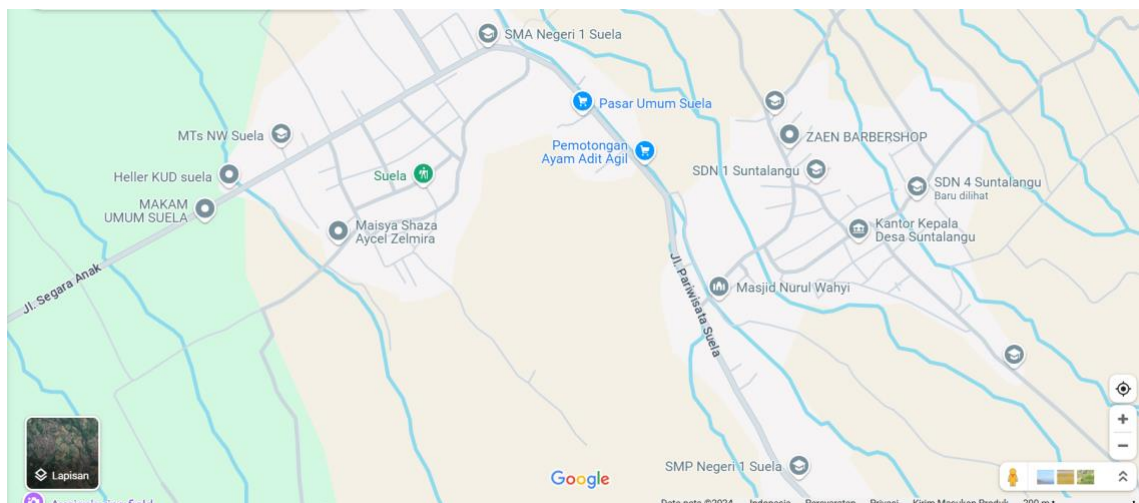 SMA Negeri 1 Suela
Pasar Umum Suela
MTs NW Suela
Pemotongan
Ayam Adit Agil
ZAEN BARBERSHOP
Heller KUD suela
Suela
SDN 1 Suntalangu
SDN 4 Suntalangu
Baru dilihat
MAKAM
UMUM SUELA
Maisya Shaza
Aycel Zelmira
Kantor Kepala
Desa Suntalangu
Jl. Segara Anak
Jl. Pariwisata Suela
Masjid Nurul Wahyi
SMP Negeri 1 Suela
Lapisan
Google
Data peta ©2024 Indonesia Persyaratan Privasi Kirim Masukan Produk 200 m